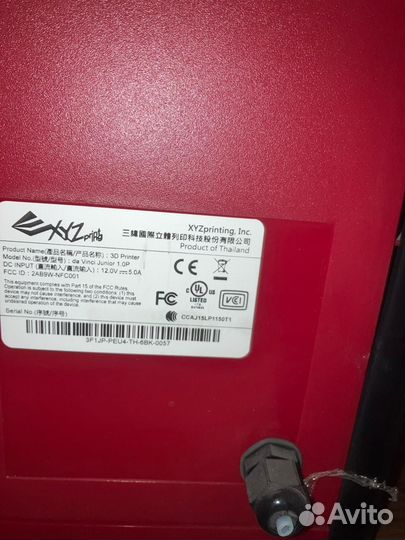 XYZprinting
XYZprinting, Inc.
三緯國際立體列印科技股份有限公司
Product of Thailand
Product Name(產品名稱/产品名称) : 3D Printer
Model No.(型號/型号) : da Vinci Junior 1.0P
DC INPUT (直流輸入/直流输入) : 12.0V⎓5.0A
FCC ID : 2AB9W-NFC001
This equipment complies with Part 15 of the FCC Rules.
Operation is subject to the following two conditions: (1) this device
may not cause harmful interference, and (2) this device must accept
any interference received, including interference that may cause
undesired operation.
CE
FC
C UL US
LISTED
VCCI
CCAJ15LP1150T1
Serial No. (序號/序号)
3F1JP-PEU4-TH-6BK-0057
Avito